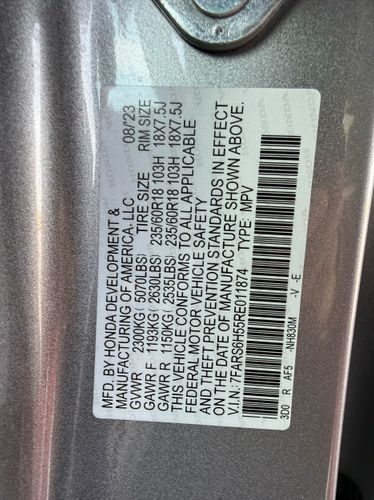 MFD. BY HONDA DEVELOPMENT &
MANUFACTURING OF AMERICA, LLC 08/23
GVWR 2300KG( 5070LBS) TIRE SIZE RIM SIZE
GAWR F 1193KG( 2630LBS) 235/60R18 103H 18X7.5J
GAWR R 1150KG( 2535LBS) 235/60R18 103H 18X7.5J
THIS VEHICLE CONFORMS TO ALL APPLICABLE
FEDERAL MOTOR VEHICLE SAFETY
AND THEFT PREVENTION STANDARDS IN EFFECT
ON THE DATE OF MANUFACTURE SHOWN ABOVE.
V.I.N.: 7FARS6H55RE011874 TYPE: MPV
3D0 R AF5 -NH830M -V -E